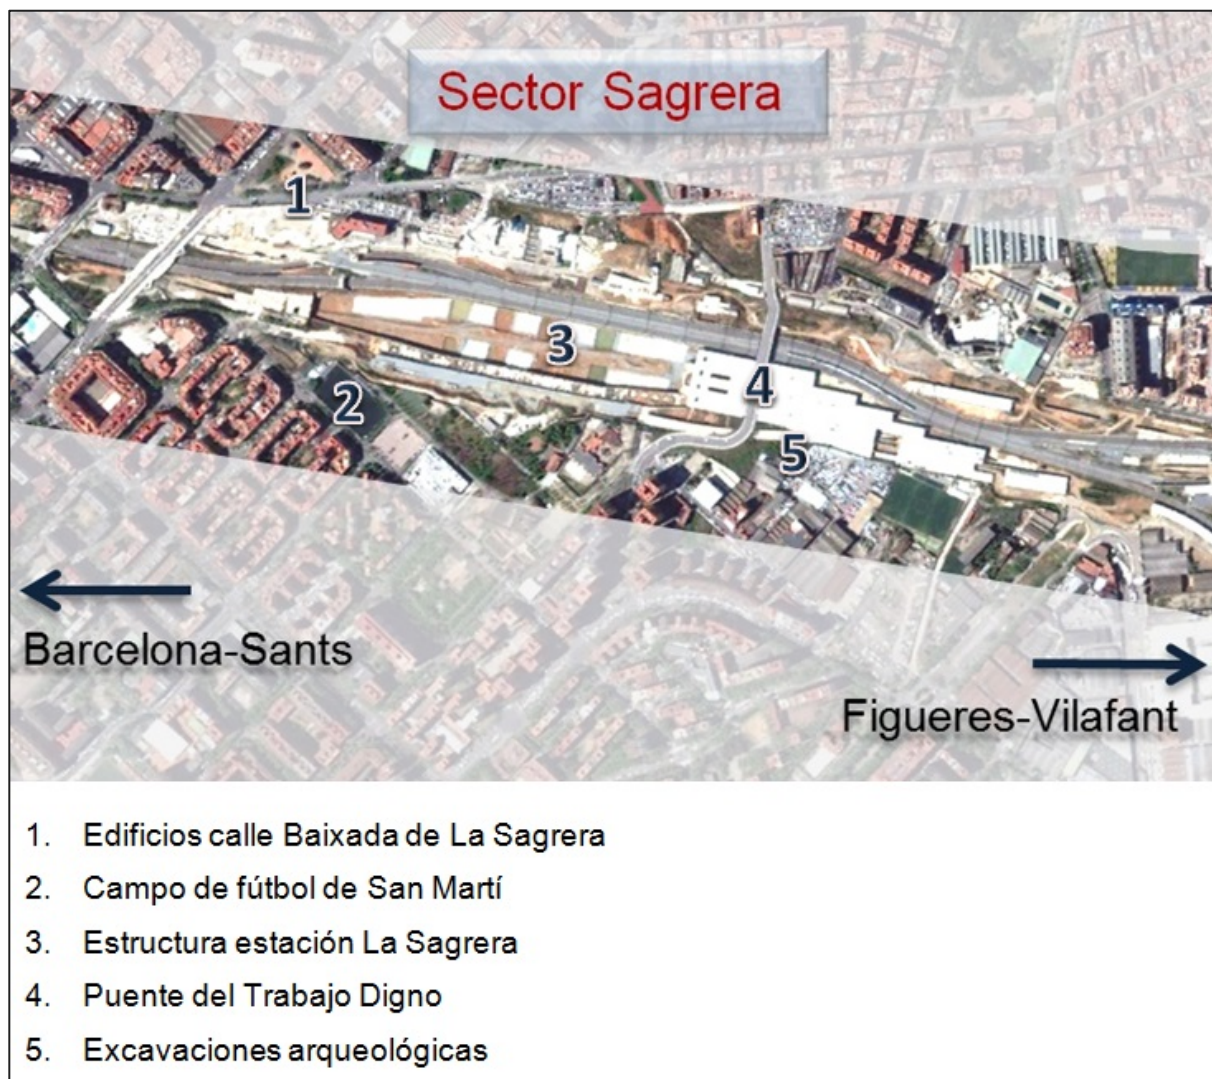 Sector Sagrera
1
3
2
4
5
Barcelona-Sants
Figueres-Vilafant
1. Edificios calle Baixada de La Sagrera
2. Campo de fútbol de San Martí
3. Estructura estación La Sagrera
4. Puente del Trabajo Digno
5. Excavaciones arqueológicas